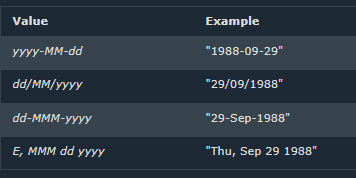 Value Example
yyyy-MM-dd "1988-09-29"
dd/MM/yyyy "29/09/1988"
dd-MMM-yyyy "29-Sep-1988"
E, MMM dd yyyy "Thu, Sep 29 1988"